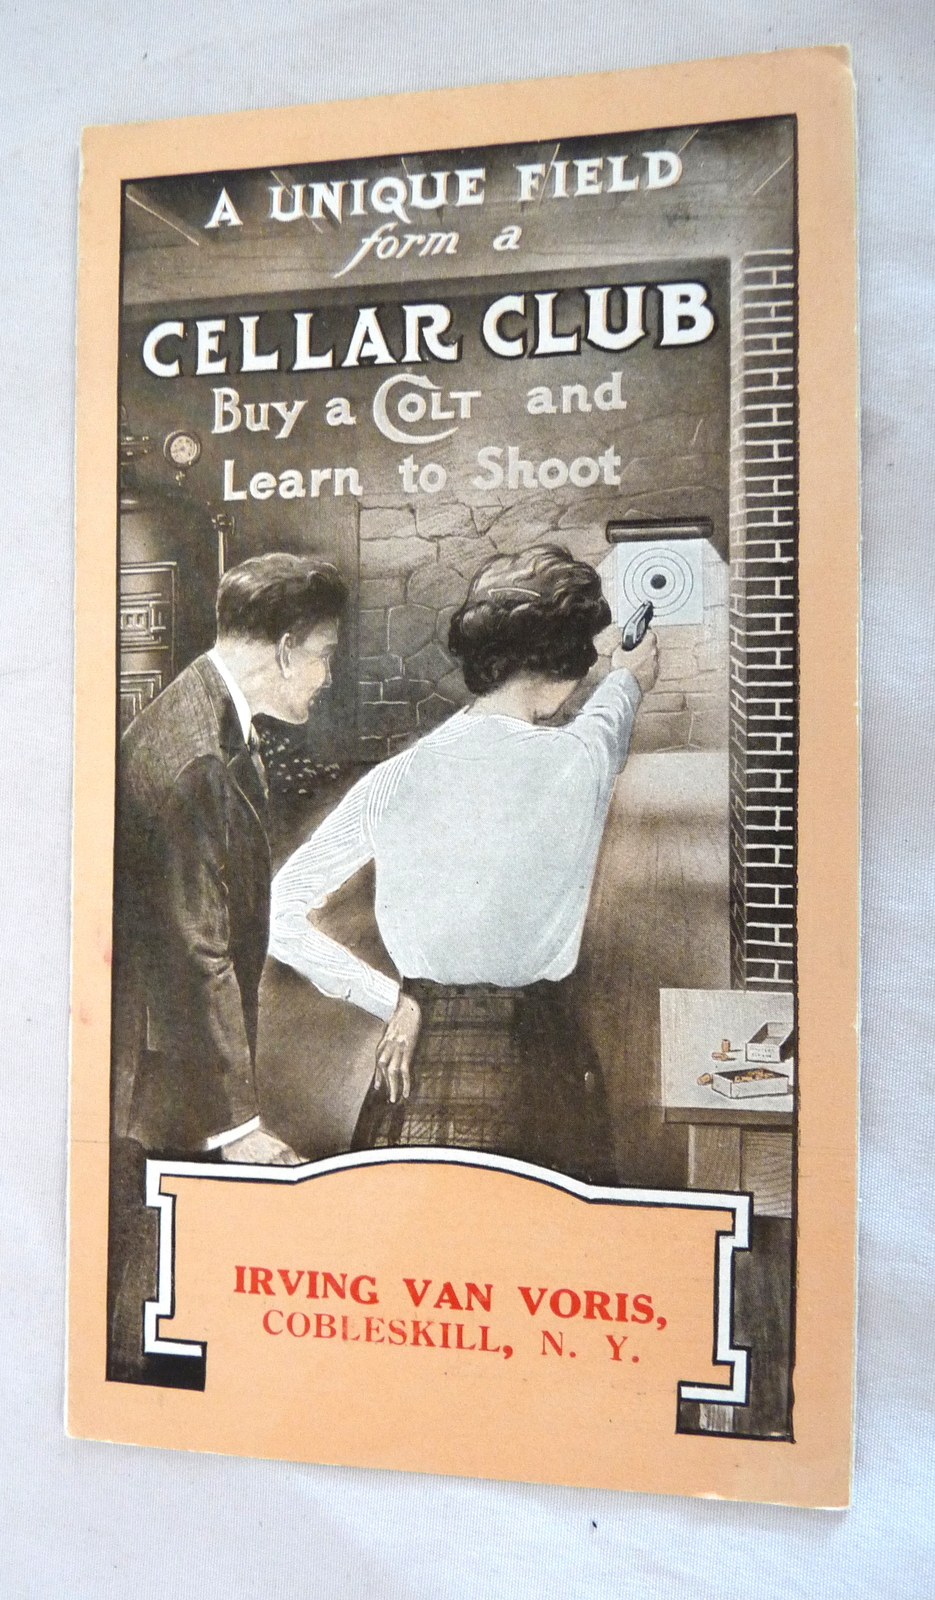 A UNIQUE FIELD
form a
CELLAR CLUB
Buy a COLT and
Learn to Shoot
IRVING VAN VORIS,
COBLESKILL, N. Y.